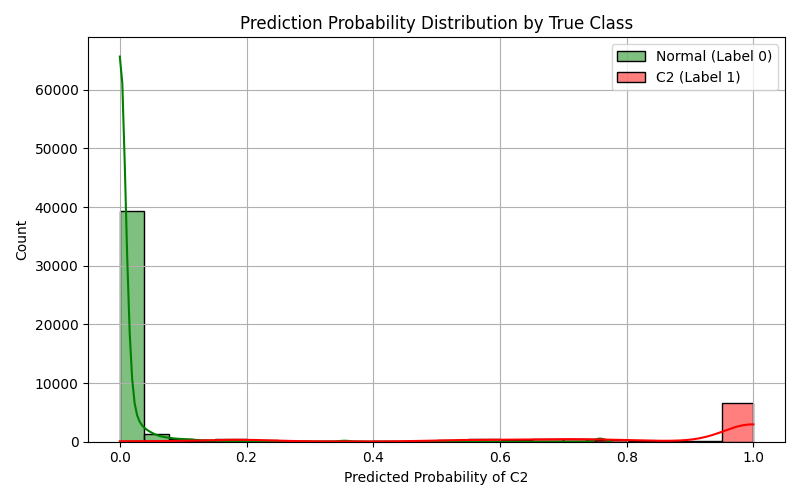 Prediction Probability Distribution by True Class
Normal (Label 0)
C2 (Label 1)
60000
50000
40000
30000
20000
10000
0
Count
0.0 0.2 0.4 0.6 0.8 1.0
Predicted Probability of C2